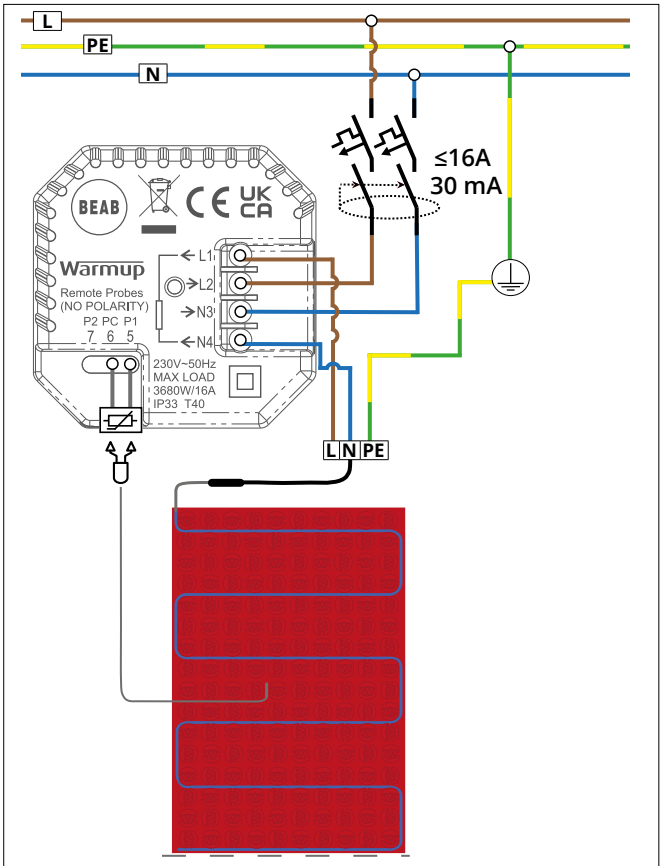 L
PE
N
≤16A
30 mA
BEAB
CE UK
CA
Warmup
Remote Probes
(NO POLARITY)
P2 PC P1
7 6 5
L1
L2
N3
N4
230V~50Hz
MAX LOAD
3680W/16A
IP33 T40
L N PE